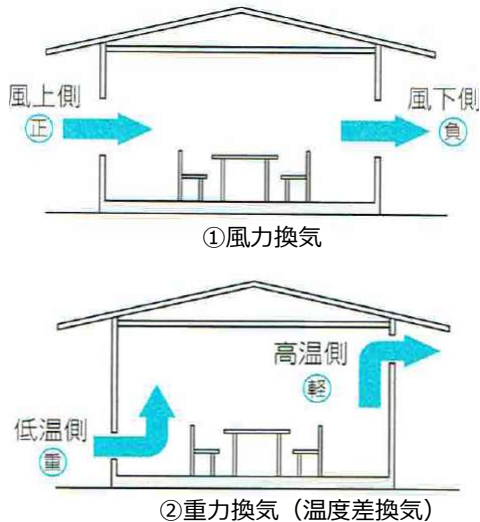 風上側
正
風下側
負
①風力換気
高温側
軽
低温側
重
②重力換気（温度差換気）